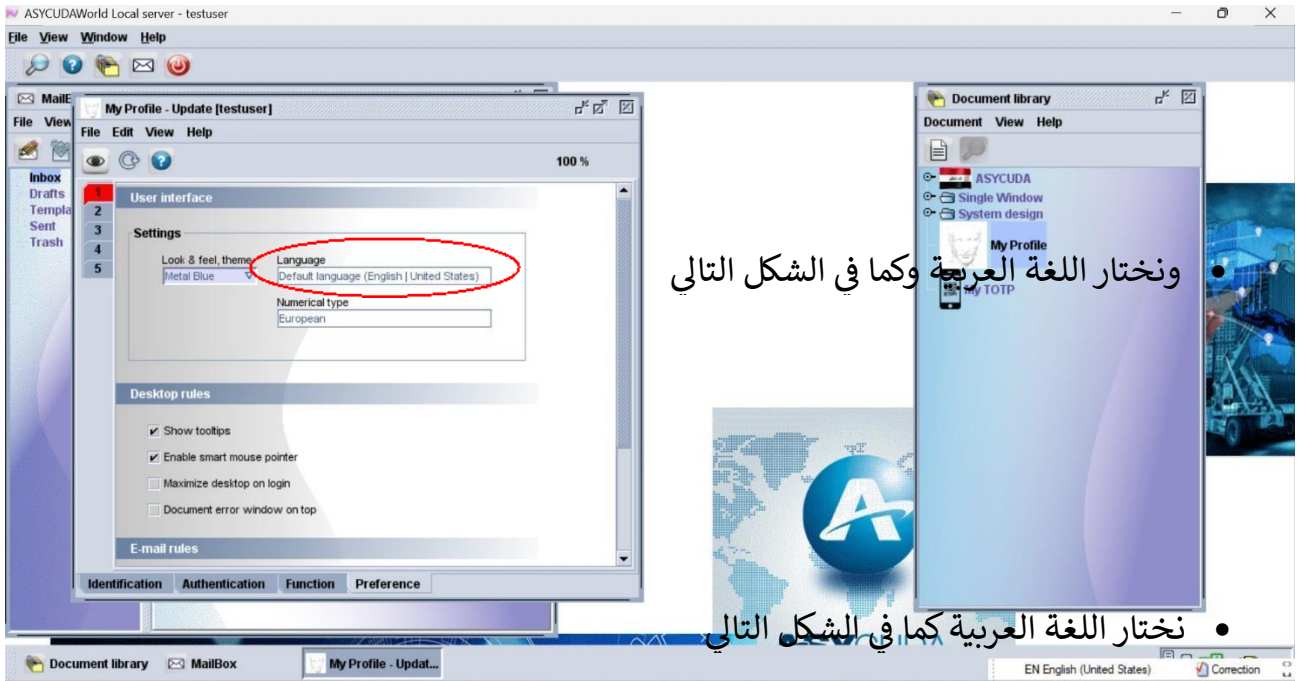 ASYCUDAWorld Local server - testuser
File View Window Help
MailB
File View
Inbox
Drafts
Templa
Sent
Trash
My Profile - Update [testuser]
File Edit View Help
100 %
1
2
3
4
5
User interface
Settings
Look & feel, theme
Metal Blue
Language
Default language (English | United States)
Numerical type
European
Desktop rules
Show tooltips
Enable smart mouse pointer
Maximize desktop on login
Document error window on top
E-mail rules
Identification Authentication Function Preference
Document library
Document View Help
ASYCUDA
Single Window
System design
My Profile
My TOTP
• ونختار اللغة العربية وكما في الشكل التالي
• نختار اللغة العربية كما في الشكل التالي
Document library MailBox My Profile - Updat...
EN English (United States) Correction